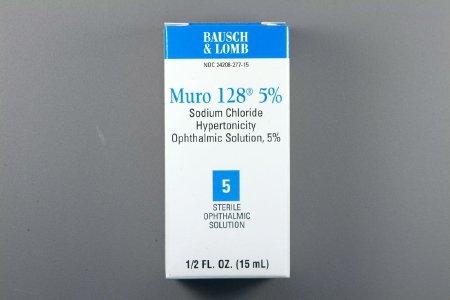 BAUSCH
& LOMB
NDC 24208-277-15
Muro 128® 5%
Sodium Chloride
Hypertonicity
Ophthalmic Solution, 5%
5
STERILE
OPHTHALMIC
SOLUTION
1/2 FL. OZ. (15 mL)